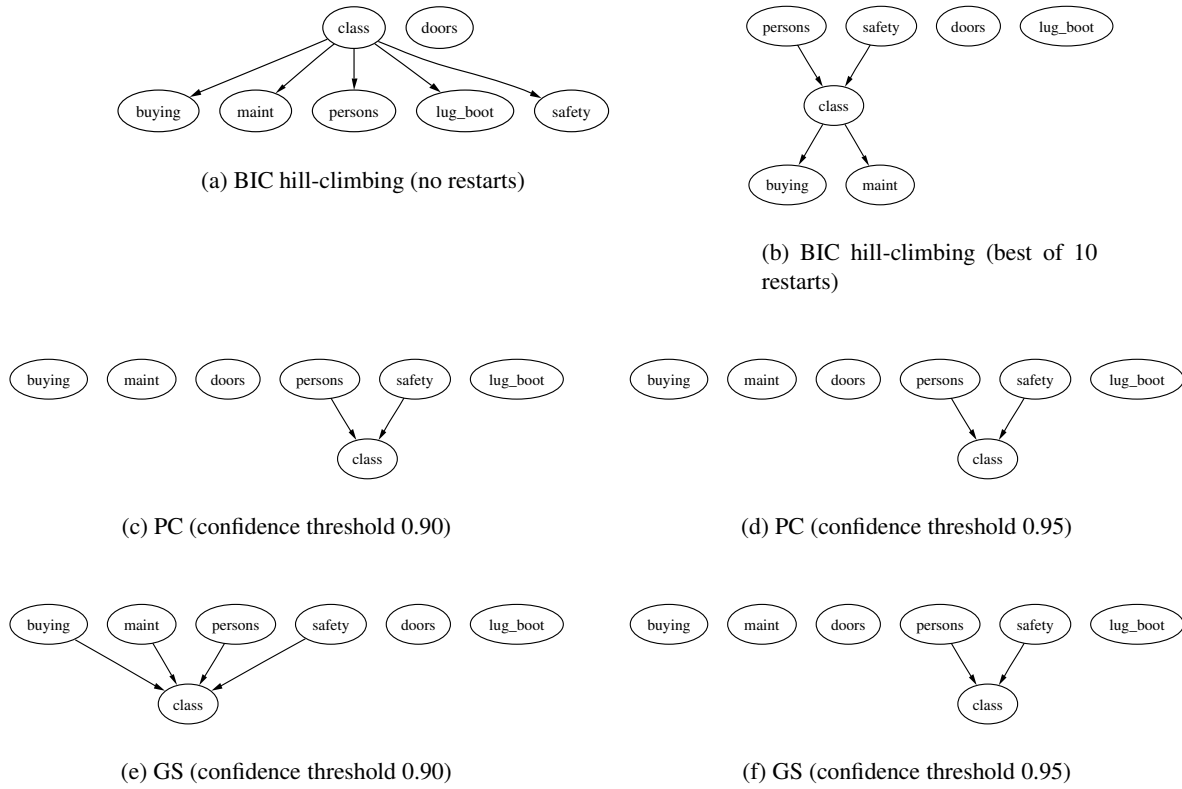 class doors
buying maint persons lug_boot safety
(a) BIC hill-climbing (no restarts)
persons safety doors lug_boot
class
buying maint
(b) BIC hill-climbing (best of 10
restarts)
buying maint doors persons safety lug_boot
class
(c) PC (confidence threshold 0.90)
buying maint doors persons safety lug_boot
class
(d) PC (confidence threshold 0.95)
buying maint persons safety doors lug_boot
class
(e) GS (confidence threshold 0.90)
buying maint doors persons safety lug_boot
class
(f) GS (confidence threshold 0.95)